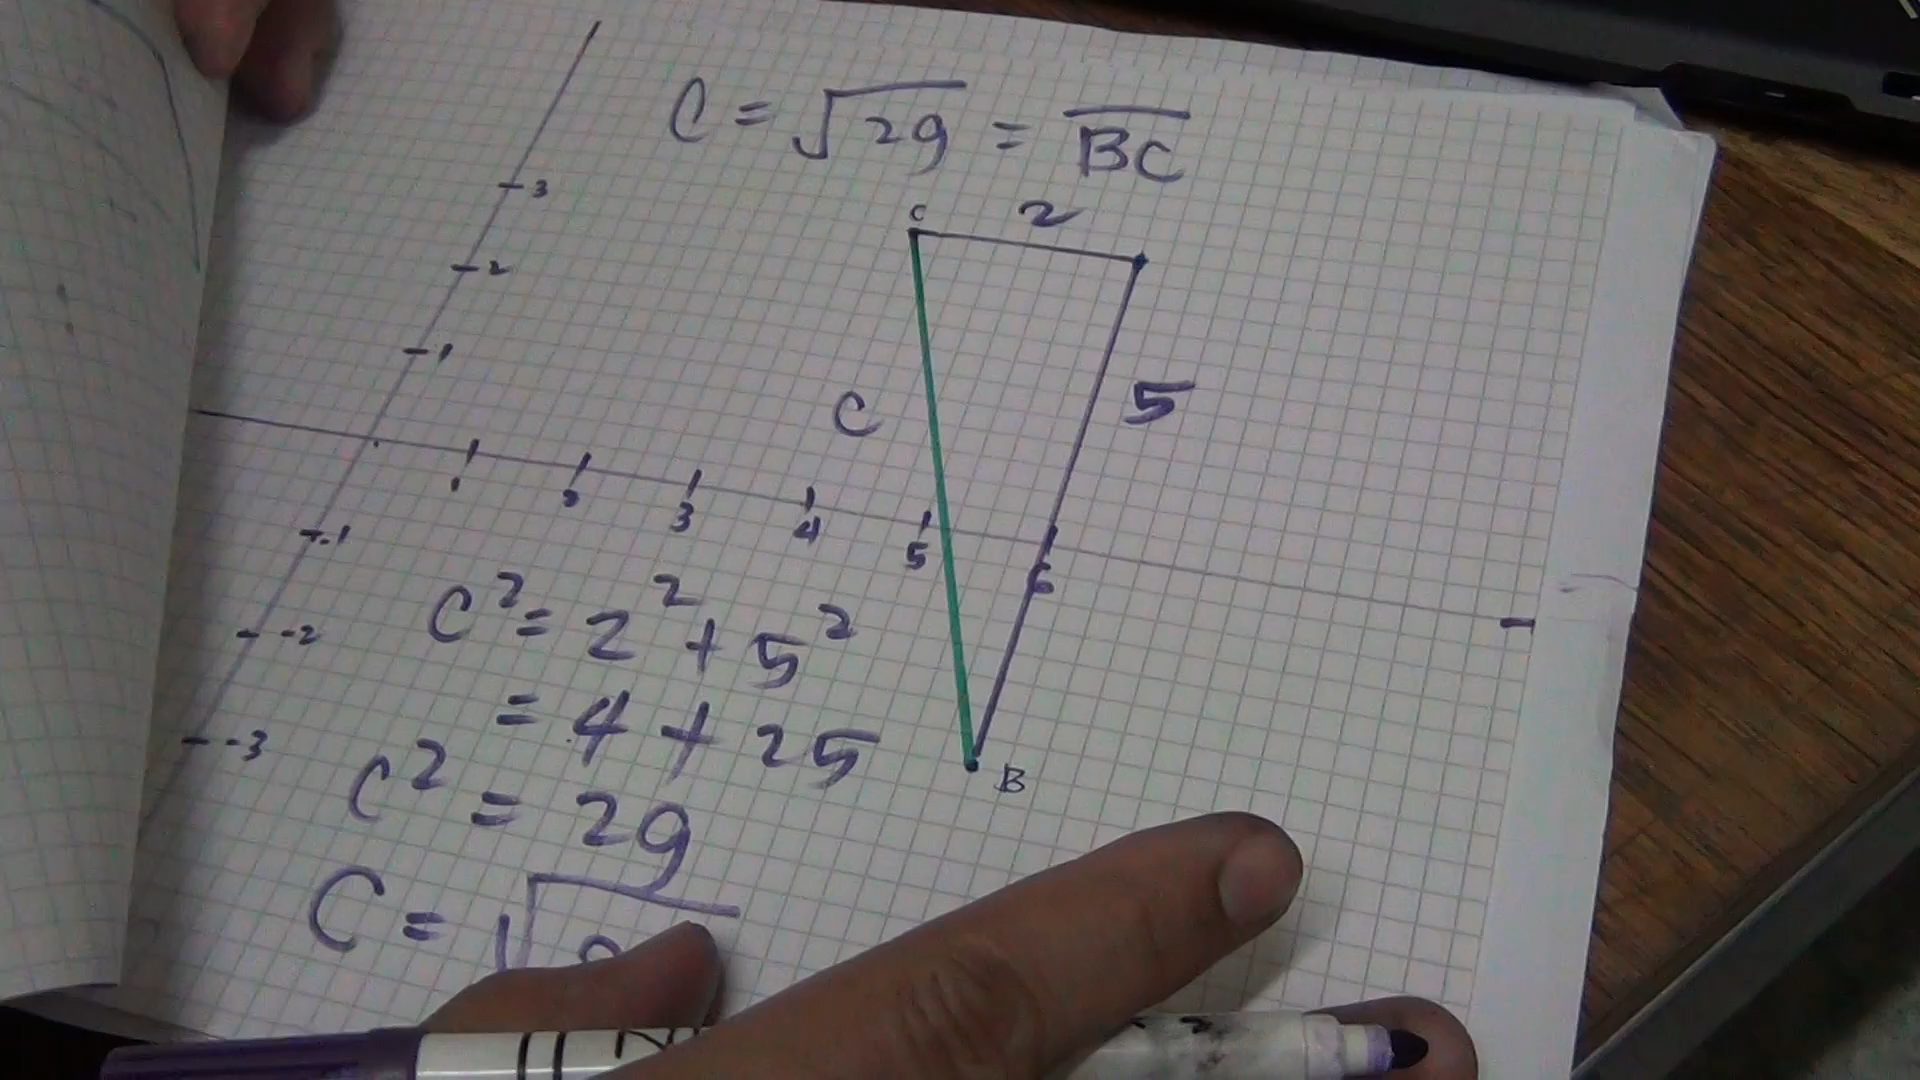 C = √29 = BC
C
2
3
2
1
C
5
1
2
3
4
5
6
-1
-2
-3
B
C² = 2² + 5²
= 4 + 25
C² = 29
C = √2